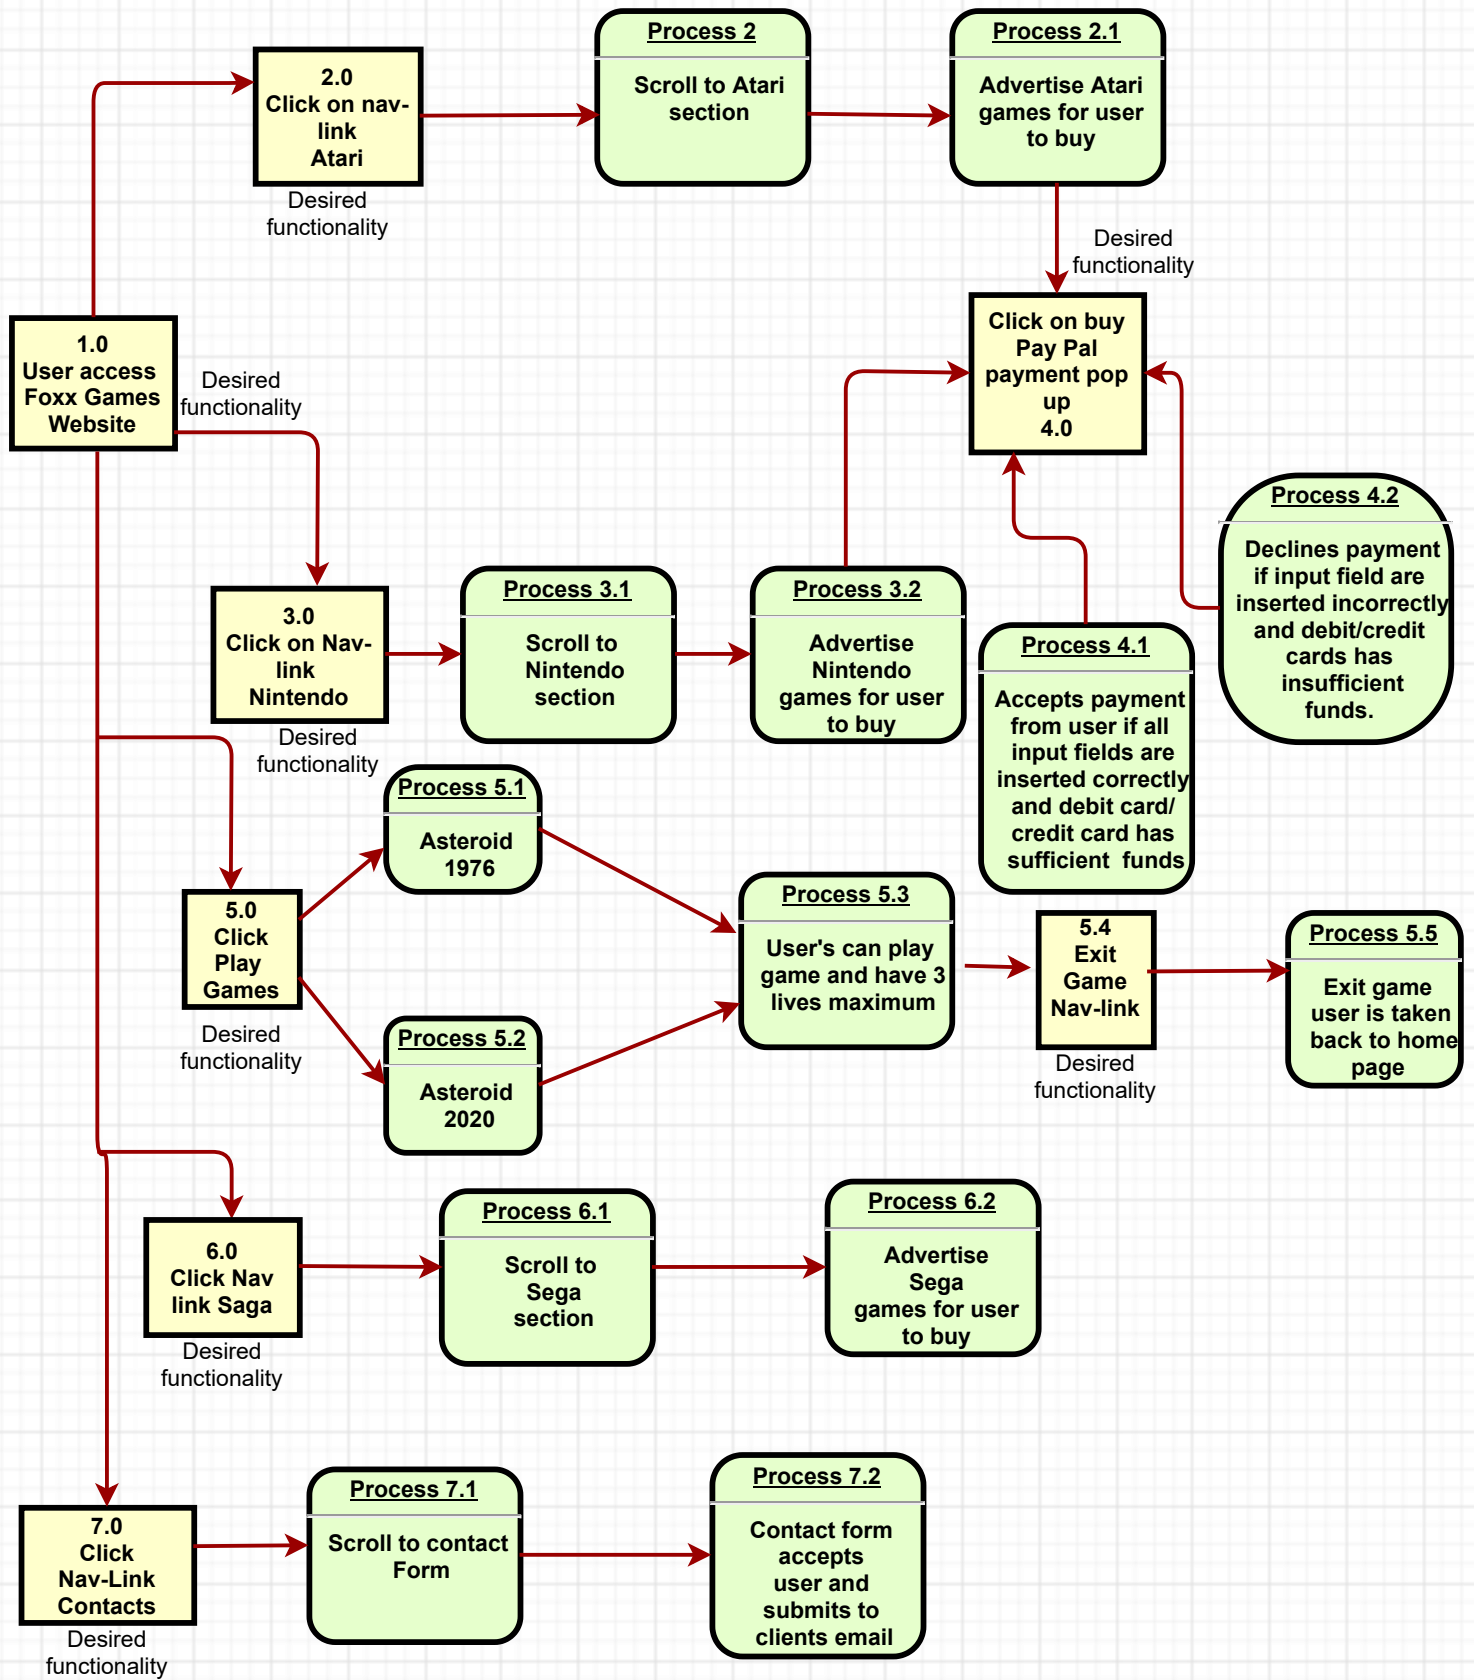 2.0
Click on nav-
link
Atari
Desired
functionality
Process 2
Scroll to Atari
section
Process 2.1
Advertise Atari
games for user
to buy
Desired
functionality
1.0
User access
Foxx Games
Website
Desired
functionality
Click on buy
Pay Pal
payment pop
up
4.0
3.0
Click on Nav-
link
Nintendo
Desired
functionality
Process 3.1
Scroll to
Nintendo
section
Process 3.2
Advertise
Nintendo
games for user
to buy
Process 4.1
Accepts payment
from user if all
input fields are
inserted correctly
and debit card/
credit card has
sufficient funds
Process 4.2
Declines payment
if input field are
inserted incorrectly
and debit/credit
cards has
insufficient
funds.
5.0
Click
Play
Games
Desired
functionality
Process 5.1
Asteroid
1976
Process 5.2
Asteroid
2020
Process 5.3
User's can play
game and have 3
lives maximum
5.4
Exit
Game
Nav-link
Desired
functionality
Process 5.5
Exit game
user is taken
back to home
page
6.0
Click Nav
link Saga
Desired
functionality
Process 6.1
Scroll to
Sega
section
Process 6.2
Advertise
Sega
games for user
to buy
7.0
Click
Nav-Link
Contacts
Desired
functionality
Process 7.1
Scroll to contact
Form
Process 7.2
Contact form
accepts
user and
submits to
clients email